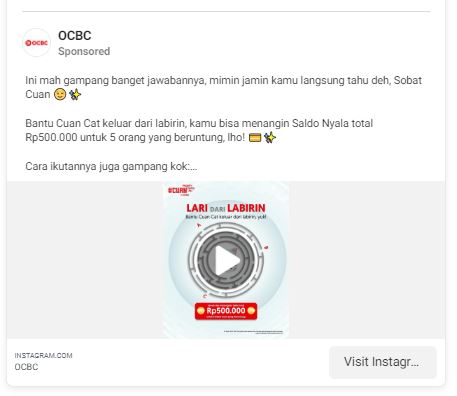 OCBC
OCBC
Sponsored
Ini mah gampang banget jawabannya, mimin jamin kamu langsung tahu deh, Sobat
Cuan 😉 ✨
Bantu Cuan Cat keluar dari labirin, kamu bisa menangin Saldo Nyala total
Rp500.000 untuk 5 orang yang beruntung, lho! 💳 ✨
Cara ikutannya juga gampang kok:...
#CUAN
LARI DARI LABIRIN
Bantu Cuan Cat keluar dari labirin, yuk!
A
B
C
Rp500.000
INSTAGRAM.COM
OCBC
Visit Instagr...